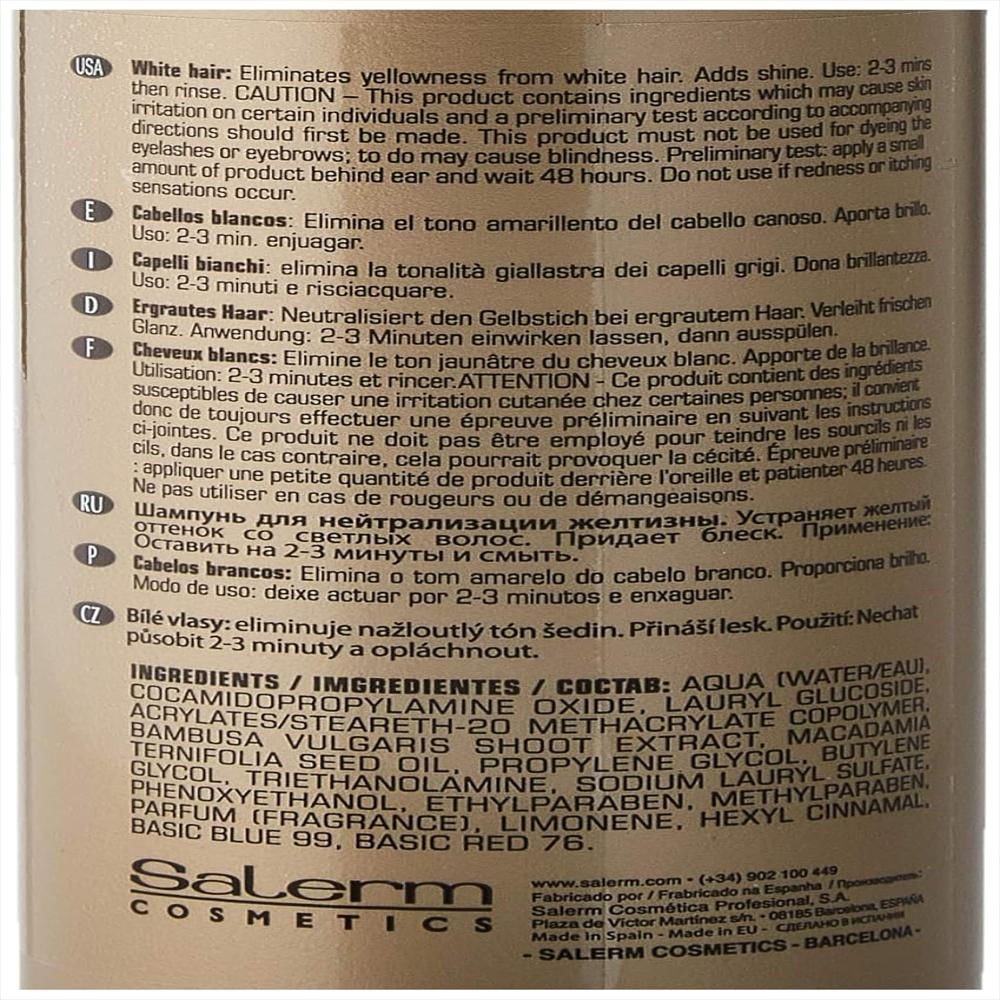 USA White hair: Eliminates yellowness from white hair. Adds shine. Use: 2-3 mins
then rinse. CAUTION – This product contains ingredients which may cause skin
irritation on certain individuals and a preliminary test according to accompanying
directions should first be made. This product must not be used for dyeing the
eyelashes or eyebrows; to do may cause blindness. Preliminary test: apply a small
amount of product behind ear and wait 48 hours. Do not use if redness or itching
sensations occur.
E Cabellos blancos: Elimina el tono amarillento del cabello canoso. Aporta brillo.
Uso: 2-3 min. enjuagar.
I Capelli bianchi: elimina la tonalità giallastra dei capelli grigi. Dona brillantezza.
Uso: 2-3 minuti e risciacquare.
D Ergrautes Haar: Neutralisiert den Gelbstich bei ergrautem Haar. Verleiht frischen
Glanz. Anwendung: 2-3 Minuten einwirken lassen, dann ausspülen.
F Cheveux blancs: Elimine le ton jaunâtre du cheveux blanc. Apporte de la brillance.
Utilisation: 2-3 minutes et rincer.ATTENTION - Ce produit contient des ingrédients
susceptibles de causer une irritation cutanée chez certaines personnes; il convient
donc de toujours effectuer une épreuve préliminaire en suivant les instructions
ci-jointes. Ce produit ne doit pas être employé pour teindre les sourcils ni les
cils, dans le cas contraire, cela pourrait provoquer la cécité. Épreuve préliminaire
: appliquer une petite quantité de produit derrière l'oreille et patienter 48 heures.
Ne pas utiliser en cas de rougeurs ou de démangeaisons.
RU Шампунь для нейтрализации желтизны. Устраняет желтый
оттенок со светлых волос. Придает блеск. Применение:
Оставить на 2-3 минуты и смыть.
P Cabelos brancos: Elimina o tom amarelo do cabelo branco. Proporciona brilho.
Modo de uso: deixe actuar por 2-3 minutos e enxaguar.
CZ Bílé vlasy: eliminuje nažloutlý tón šedin. Přináší lesk. Použití: Nechat
působit 2-3 minuty a opláchnout.
INGREDIENTS / IMGREDIENTES / СОСТАВ: AQUA (WATER/EAU),
COCAMIDOPROPYLAMINE OXIDE, LAURYL GLUCOSIDE,
ACRYLATES/STEARETH-20 METHACRYLATE COPOLYMER,
BAMBUSA VULGARIS SHOOT EXTRACT, MACADAMIA
TERNIFOLIA SEED OIL, PROPYLENE GLYCOL, BUTYLENE
GLYCOL, TRIETHANOLAMINE, SODIUM LAURYL SULFATE,
PHENOXYETHANOL, ETHYLPARABEN, METHYLPARABEN,
PARFUM (FRAGRANCE), LIMONENE, HEXYL CINNAMAL,
BASIC BLUE 99, BASIC RED 76.
Salerm
COSMETICS
www.salerm.com - (+34) 902 100 449
Fabricado por / Fabricado na Espanha / Производитель:
Salerm Cosmética Profesional, S.A.
Plaza de Víctor Martínez s/n. - 08185 Barcelona, ESPAÑA
Made in Spain - Made in EU - СДЕЛАНО В ИСПАНИИ
- SALERM COSMETICS - BARCELONA -